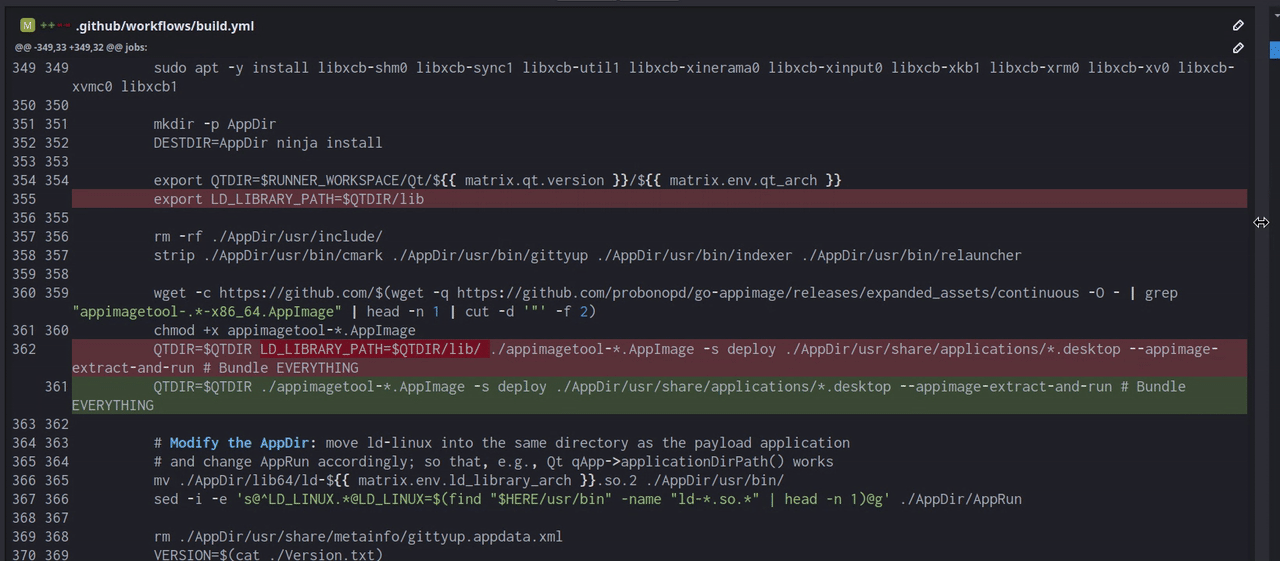 M ++-- .github/workflows/build.yml
@@ -349,33 +349,32 @@ jobs:
349 349 sudo apt -y install libxcb-shm0 libxcb-sync1 libxcb-util1 libxcb-xinerama0 libxcb-xinput0 libxcb-xkb1 libxcb-xrm0 libxcb-xv0 libxcb-
xvmc0 libxcb1
350 350
351 351 mkdir -p AppDir
352 352 DESTDIR=AppDir ninja install
353 353
354 354 export QTDIR=$RUNNER_WORKSPACE/Qt/${{ matrix.qt.version }}/${{ matrix.env.qt_arch }}
355 export LD_LIBRARY_PATH=$QTDIR/lib
356 355
357 356 rm -rf ./AppDir/usr/include/
358 357 strip ./AppDir/usr/bin/cmark ./AppDir/usr/bin/gittyup ./AppDir/usr/bin/indexer ./AppDir/usr/bin/relauncher
359 358
360 359 wget -c https://github.com/$(wget -q https://github.com/probonopd/go-appimage/releases/expanded_assets/continuous -O - | grep
"appimagetool-.*-x86_64.AppImage" | head -n 1 | cut -d '"' -f 2)
361 360 chmod +x appimagetool-*.AppImage
362 QTDIR=$QTDIR LD_LIBRARY_PATH=$QTDIR/lib/ ./appimagetool-*.AppImage -s deploy ./AppDir/usr/share/applications/*.desktop --appimage-
extract-and-run # Bundle EVERYTHING
361 QTDIR=$QTDIR ./appimagetool-*.AppImage -s deploy ./AppDir/usr/share/applications/*.desktop --appimage-extract-and-run # Bundle
EVERYTHING
363 362
364 363 # Modify the AppDir: move ld-linux into the same directory as the payload application
365 364 # and change AppRun accordingly; so that, e.g., Qt qApp->applicationDirPath() works
366 365 mv ./AppDir/lib64/ld-${{ matrix.env.ld_library_arch }}.so.2 ./AppDir/usr/bin/
367 366 sed -i -e 's@^LD_LINUX.*@LD_LINUX=$(find "$HERE/usr/bin" -name "ld-*.so.*" | head -n 1)@g' ./AppDir/AppRun
368 367
369 368 rm ./AppDir/usr/share/metainfo/gittyup.appdata.xml
370 369 VERSION=$(cat ./Version.txt)